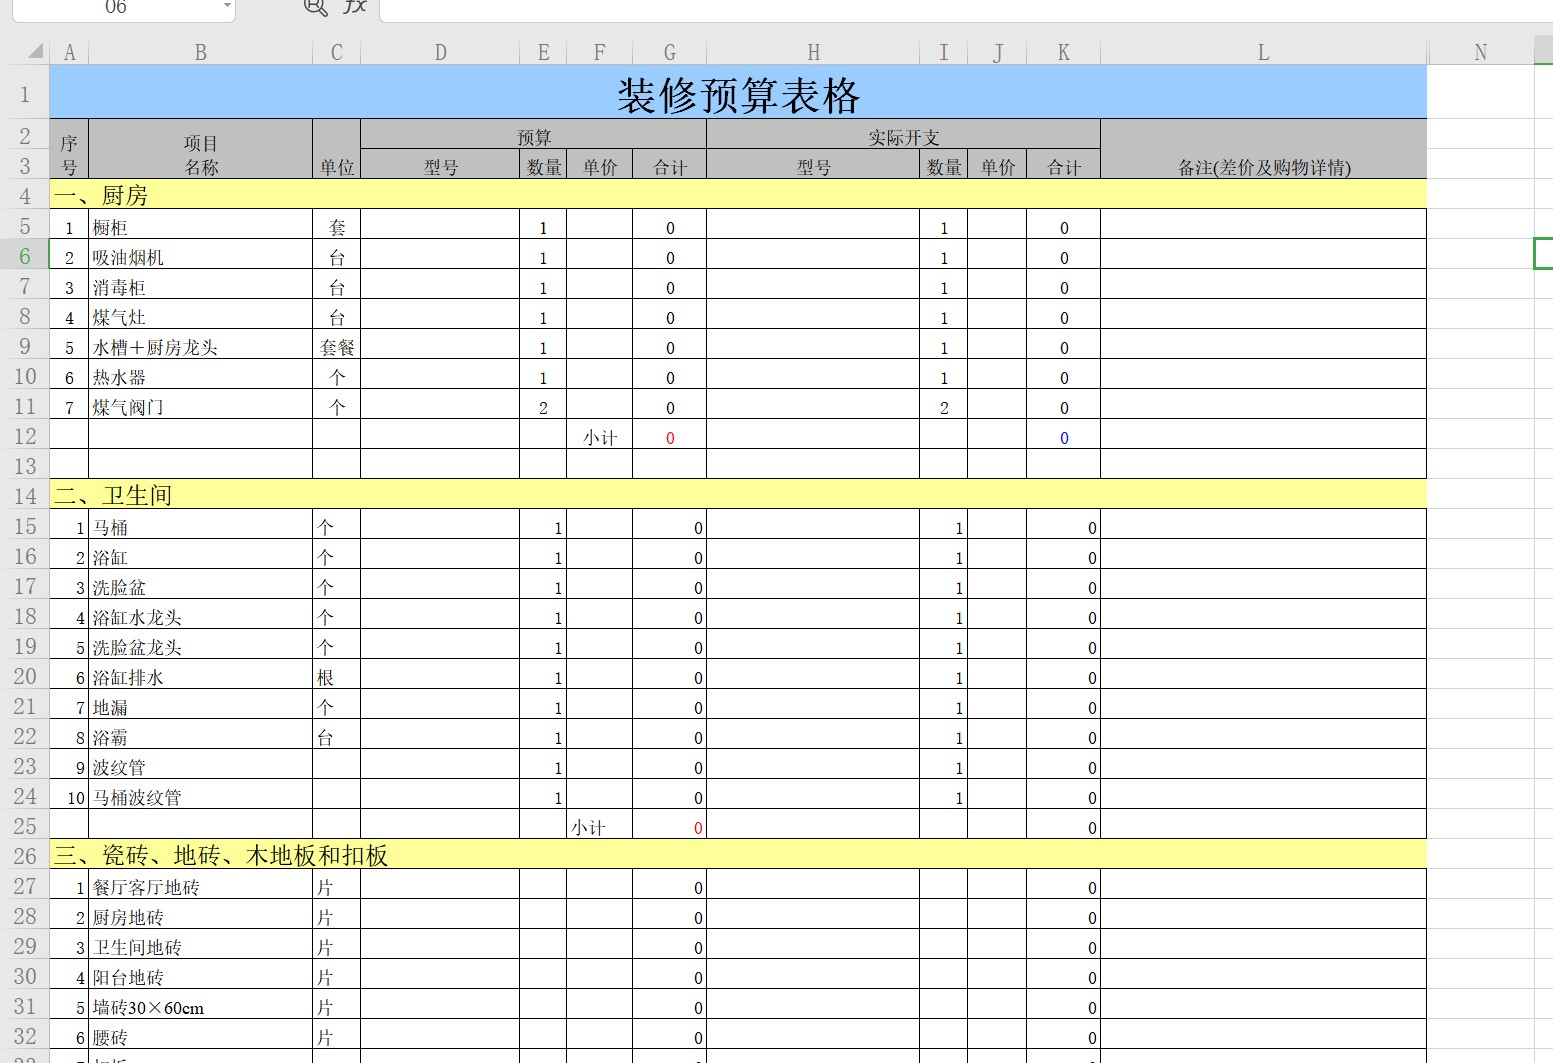 O6 fx
A B C D E F G H I J K L N
1 装修预算表格
2 序 项目 预算 实际开支
3 号 名称 单位 型号 数量 单价 合计 型号 数量 单价 合计 备注(差价及购物详情)
4 一、厨房
5 1 橱柜 套 1 0 1 0
6 2 吸油烟机 台 1 0 1 0
7 3 消毒柜 台 1 0 1 0
8 4 煤气灶 台 1 0 1 0
9 5 水槽＋厨房龙头 套餐 1 0 1 0
10 6 热水器 个 1 0 1 0
11 7 煤气阀门 个 2 0 2 0
12 小计 0 0
13
14 二、卫生间
15 1 马桶 个 1 0 1 0
16 2 浴缸 个 1 0 1 0
17 3 洗脸盆 个 1 0 1 0
18 4 浴缸水龙头 个 1 0 1 0
19 5 洗脸盆龙头 个 1 0 1 0
20 6 浴缸排水 根 1 0 1 0
21 7 地漏 个 1 0 1 0
22 8 浴霸 台 1 0 1 0
23 9 波纹管 1 0 1 0
24 10 马桶波纹管 1 0 1 0
25 小计 0 0
26 三、瓷砖、地砖、木地板和扣板
27 1 餐厅客厅地砖 片 0 0
28 2 厨房地砖 片 0 0
29 3 卫生间地砖 片 0 0
30 4 阳台地砖 片 0 0
31 5 墙砖30×60cm 片 0 0
32 6 腰砖 片 0 0